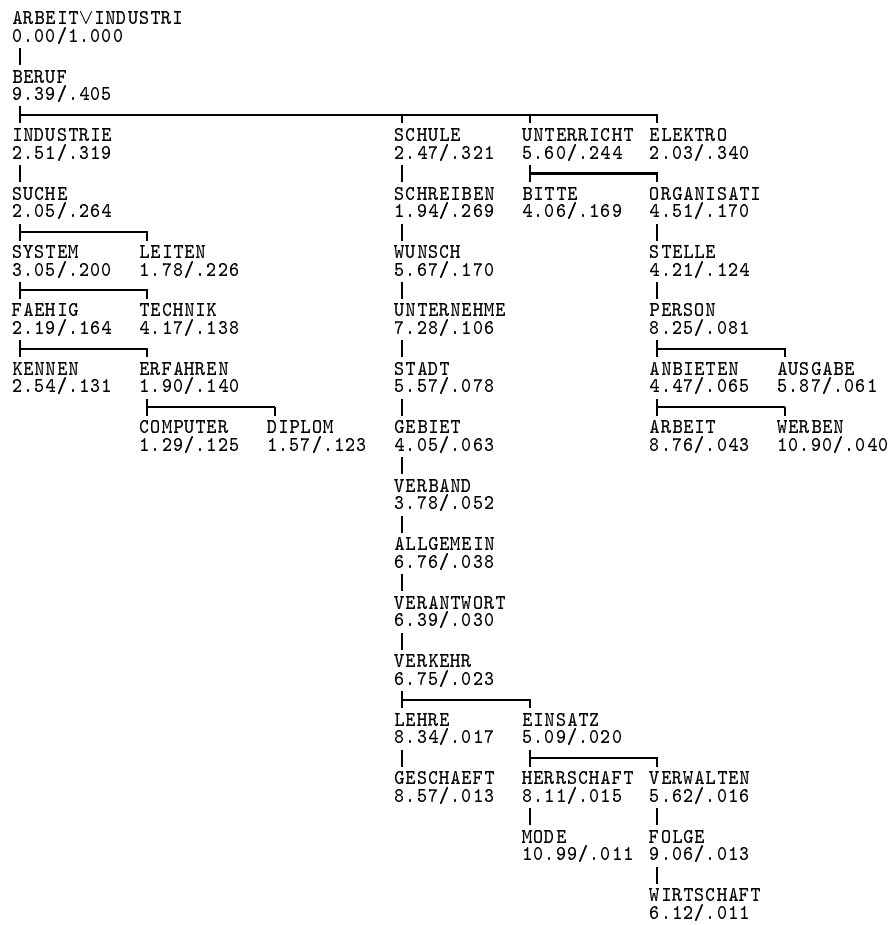 ARBEIT∨INDUSTRI
0.00/1.000
BERUF
9.39/.405
INDUSTRIE SCHULE UNTERRICHT ELEKTRO
2.51/.319 2.47/.321 5.60/.244 2.03/.340
SUCHE SCHREIBEN BITTE ORGANISATI
2.05/.264 1.94/.269 4.06/.169 4.51/.170
SYSTEM LEITEN WUNSCH STELLE
3.05/.200 1.78/.226 5.67/.170 4.21/.124
FAEHIG TECHNIK UNTERNEHME PERSON
2.19/.164 4.17/.138 7.28/.106 8.25/.081
KENNEN ERFAHREN STADT ANBIETEN AUSGABE
2.54/.131 1.90/.140 5.57/.078 4.47/.065 5.87/.061
COMPUTER DIPLOM GEBIET ARBEIT WERBEN
1.29/.125 1.57/.123 4.05/.063 8.76/.043 10.90/.040
VERBAND
3.78/.052
ALLGEMEIN
6.76/.038
VERANTWORT
6.39/.030
VERKEHR
6.75/.023
LEHRE EINSATZ
8.34/.017 5.09/.020
GESCHAEFT HERRSCHAFT VERWALTEN
8.57/.013 8.11/.015 5.62/.016
MODE FOLGE
10.99/.011 9.06/.013
WIRTSCHAFT
6.12/.011